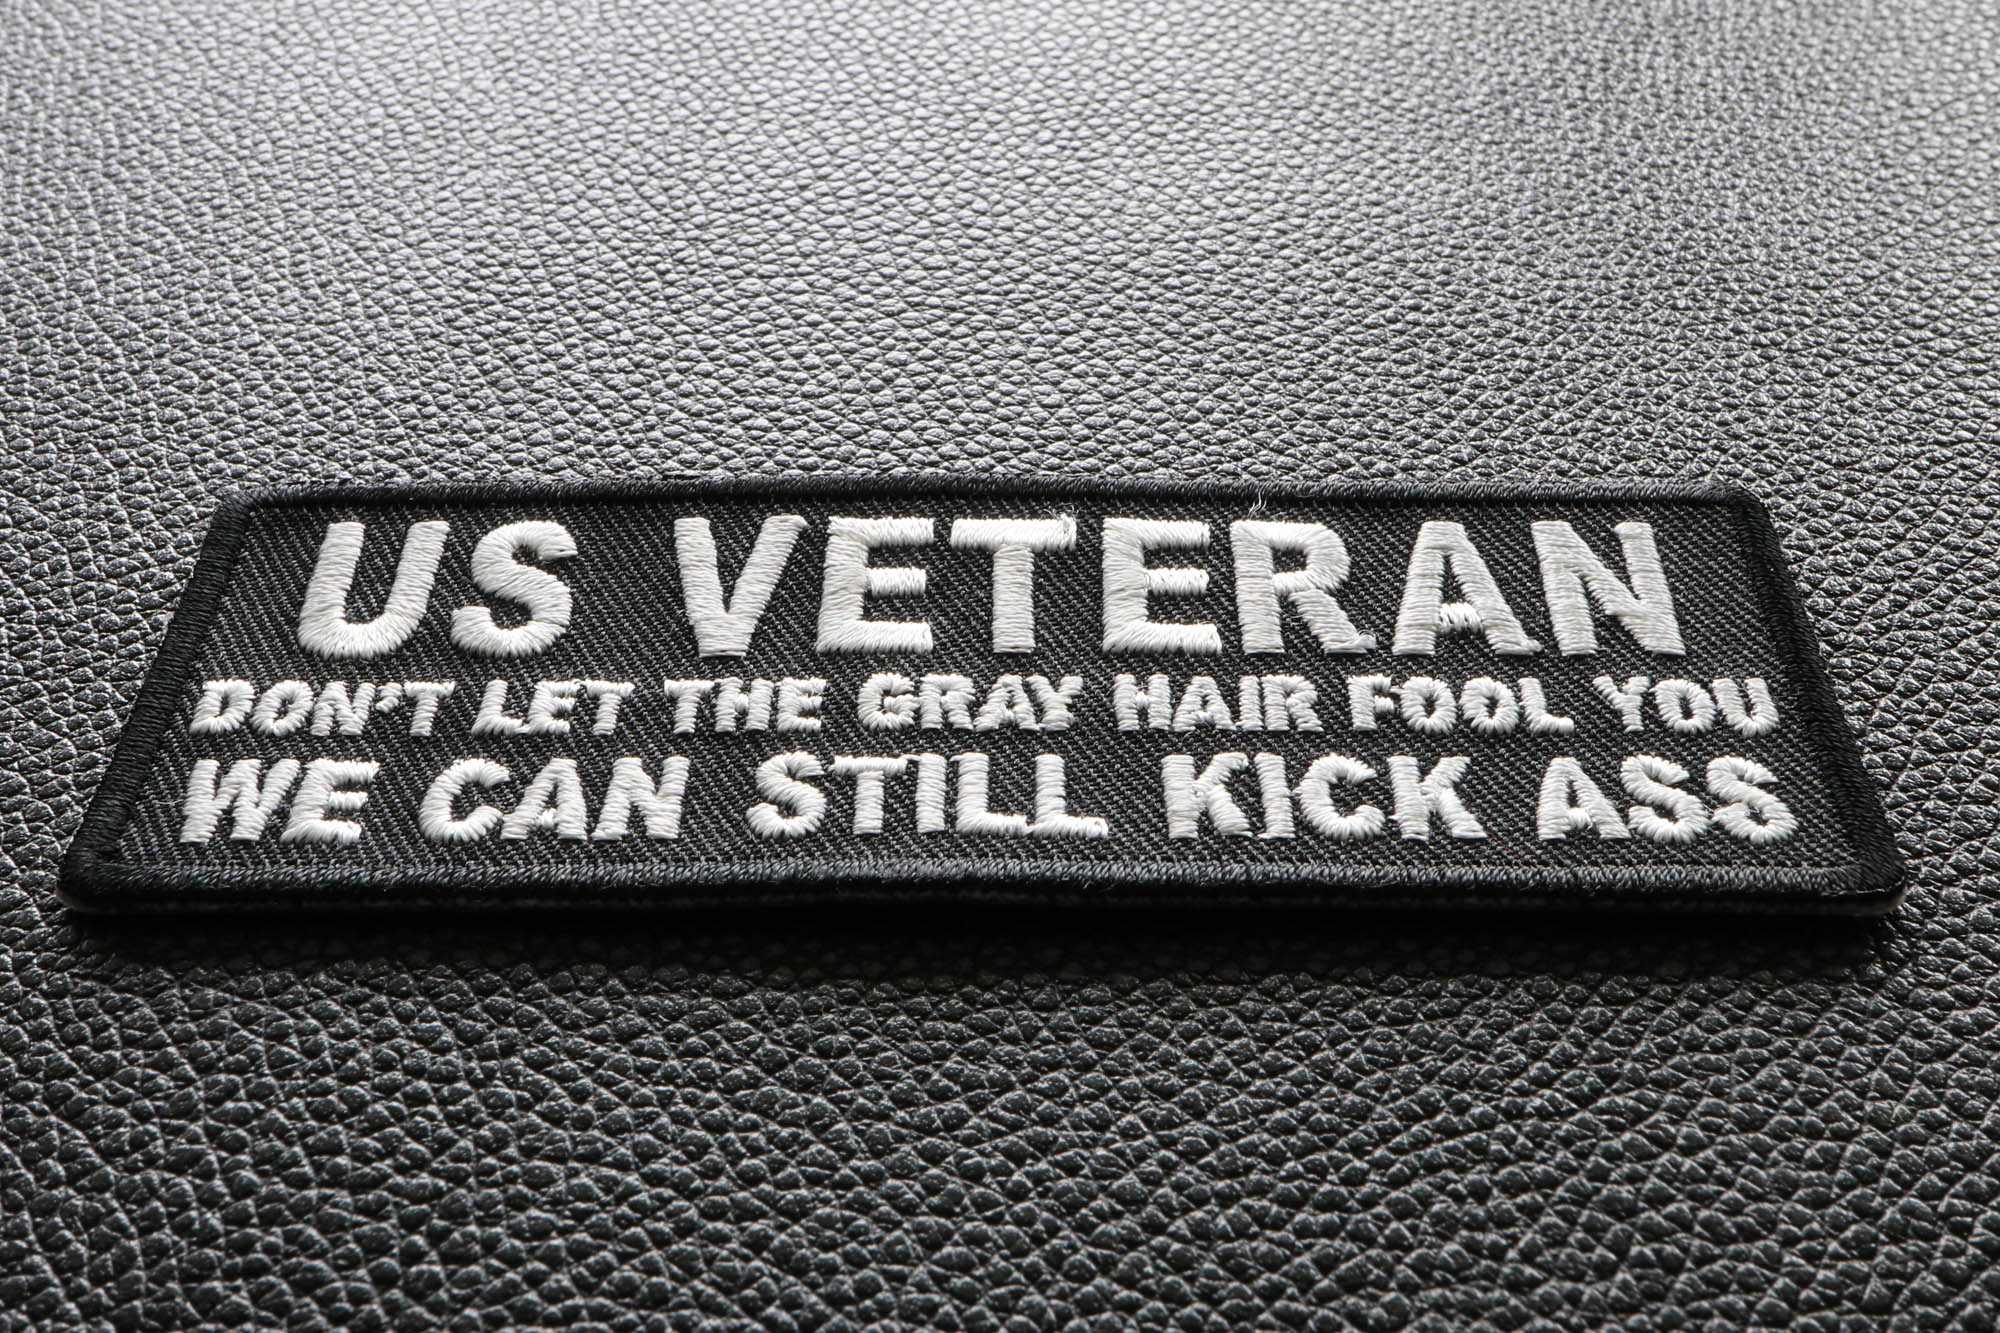 US VETERAN
DON'T LET THE GRAY HAIR FOOL YOU
WE CAN STILL KICK ASS